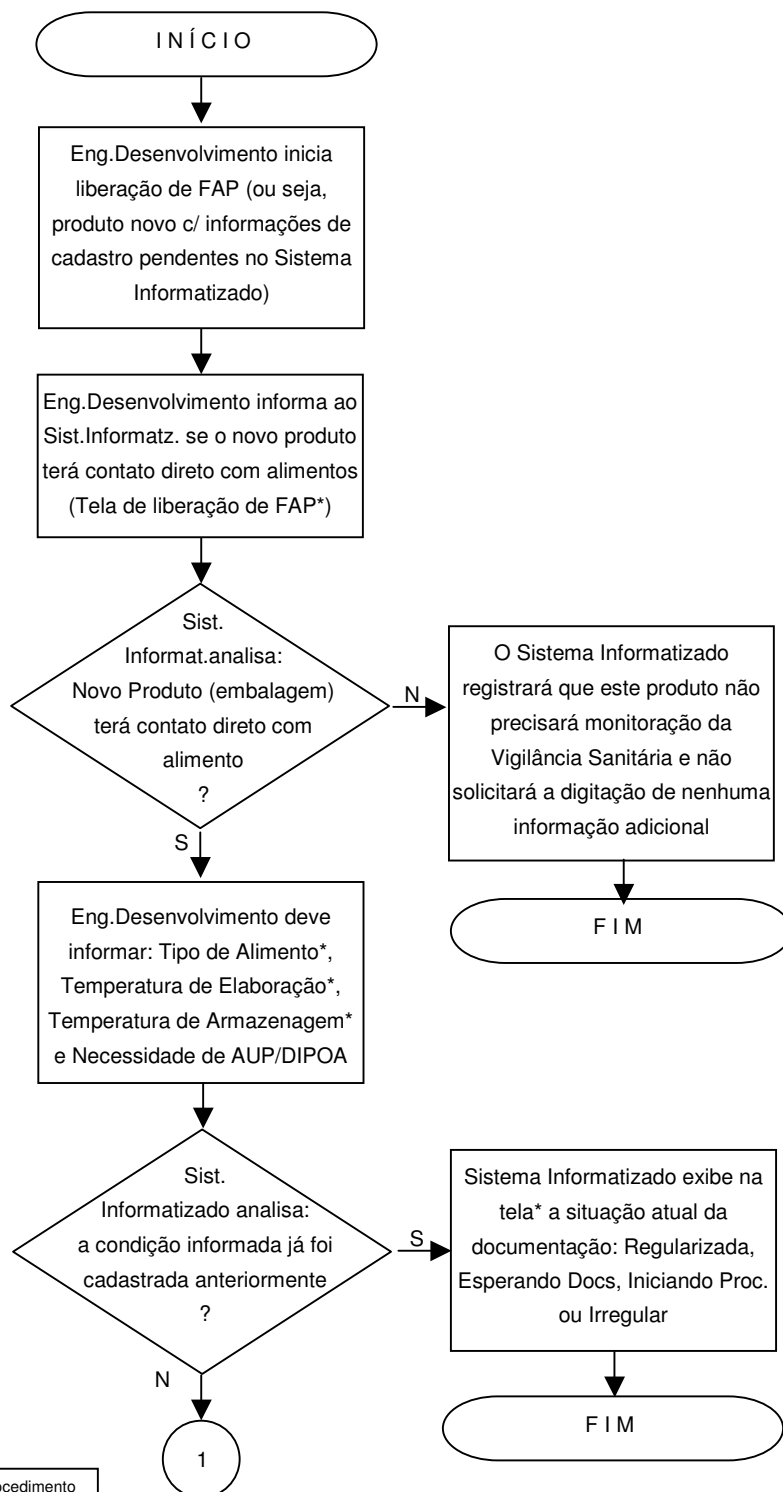 I N Í C I O
Eng.Desenvolvimento inicia
liberação de FAP (ou seja,
produto novo c/ informações de
cadastro pendentes no Sistema
Informatizado)
Eng.Desenvolvimento informa ao
Sist.Informatz. se o novo produto
terá contato direto com alimentos
(Tela de liberação de FAP*)
Sist.
Informat.analisa:
Novo Produto (embalagem)
terá contato direto com
alimento
?
N
O Sistema Informatizado
registrará que este produto não
precisará monitoração da
Vigilância Sanitária e não
solicitará a digitação de nenhuma
informação adicional
F I M
S
Eng.Desenvolvimento deve
informar: Tipo de Alimento*,
Temperatura de Elaboração*,
Temperatura de Armazenagem*
e Necessidade de AUP/DIPOA
Sist.
Informatizado analisa:
a condição informada já foi
cadastrada anteriormente
?
S
Sistema Informatizado exibe na
tela* a situação atual da
documentação: Regularizada,
Esperando Docs, Iniciando Proc.
ou Irregular
F I M
N
1